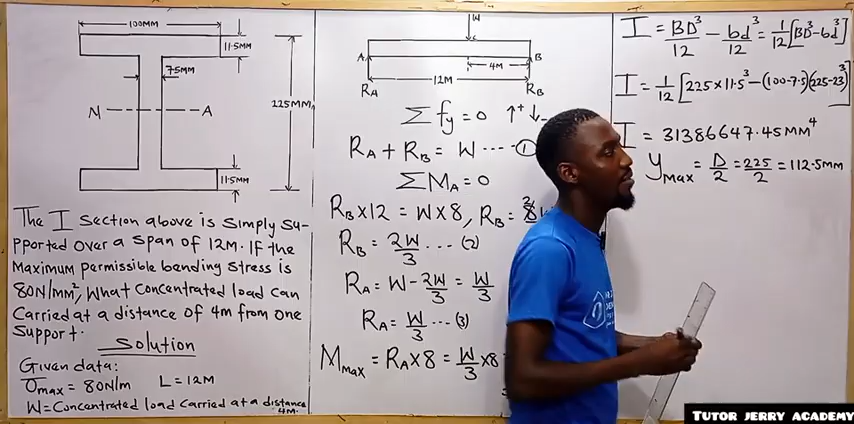 100MM
11.5MM
7.5MM
N A
225MM
11.5MM
The I Section above is Simply Su-
pported over a span of 12M. If the
Maximum permissible bending Stress is
80N/mm², What Concentrated load can
Carried at a distance of 4m from one
Support.
Solution
Given data:
σmax = 80N/m L = 12M
W = Concentrated load Carried at a distance
4M.
W
A C B
4M
12M
RA RB
Σfy = 0 ↑+ ↓-
RA + RB = W ---- ①
ΣMA = 0
RB × 12 = W × 8, RB = 8
2
RB = 2W/3 ... (2)
RA = W - 2W/3 = W/3
RA = W/3 ... (3)
Mmax = RA × 8 = W/3 × 8
I = BD³/12 - bd³/12 = 1/12 [BD³ - bd³]
I = 1/12 [225 × 11.5³ - (100 - 7.5)(225 - 23)³]
I = 31386647.45MM⁴
YMax = D/2 = 225/2 = 112.5mm
TUTOR JERRY ACADEMY